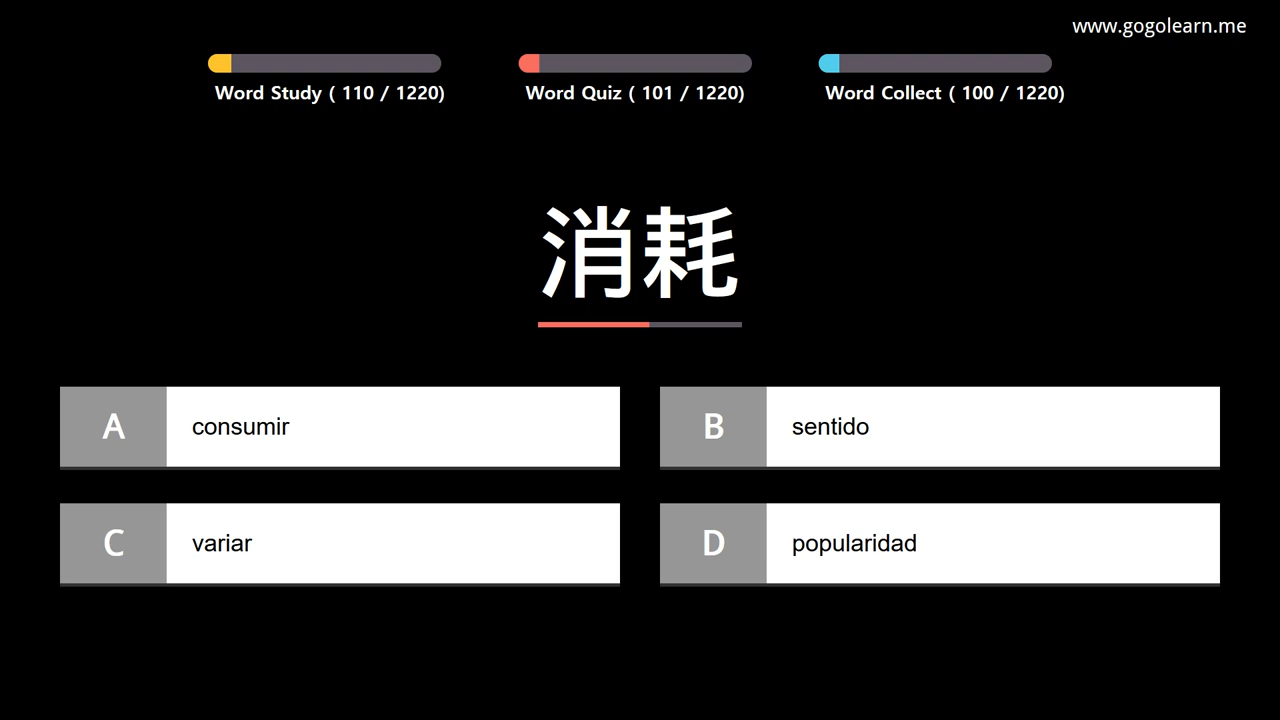 www.gogolearn.me
Word Study ( 110 / 1220)
Word Quiz ( 101 / 1220)
Word Collect ( 100 / 1220)
消耗
A consumir
B sentido
C variar
D popularidad